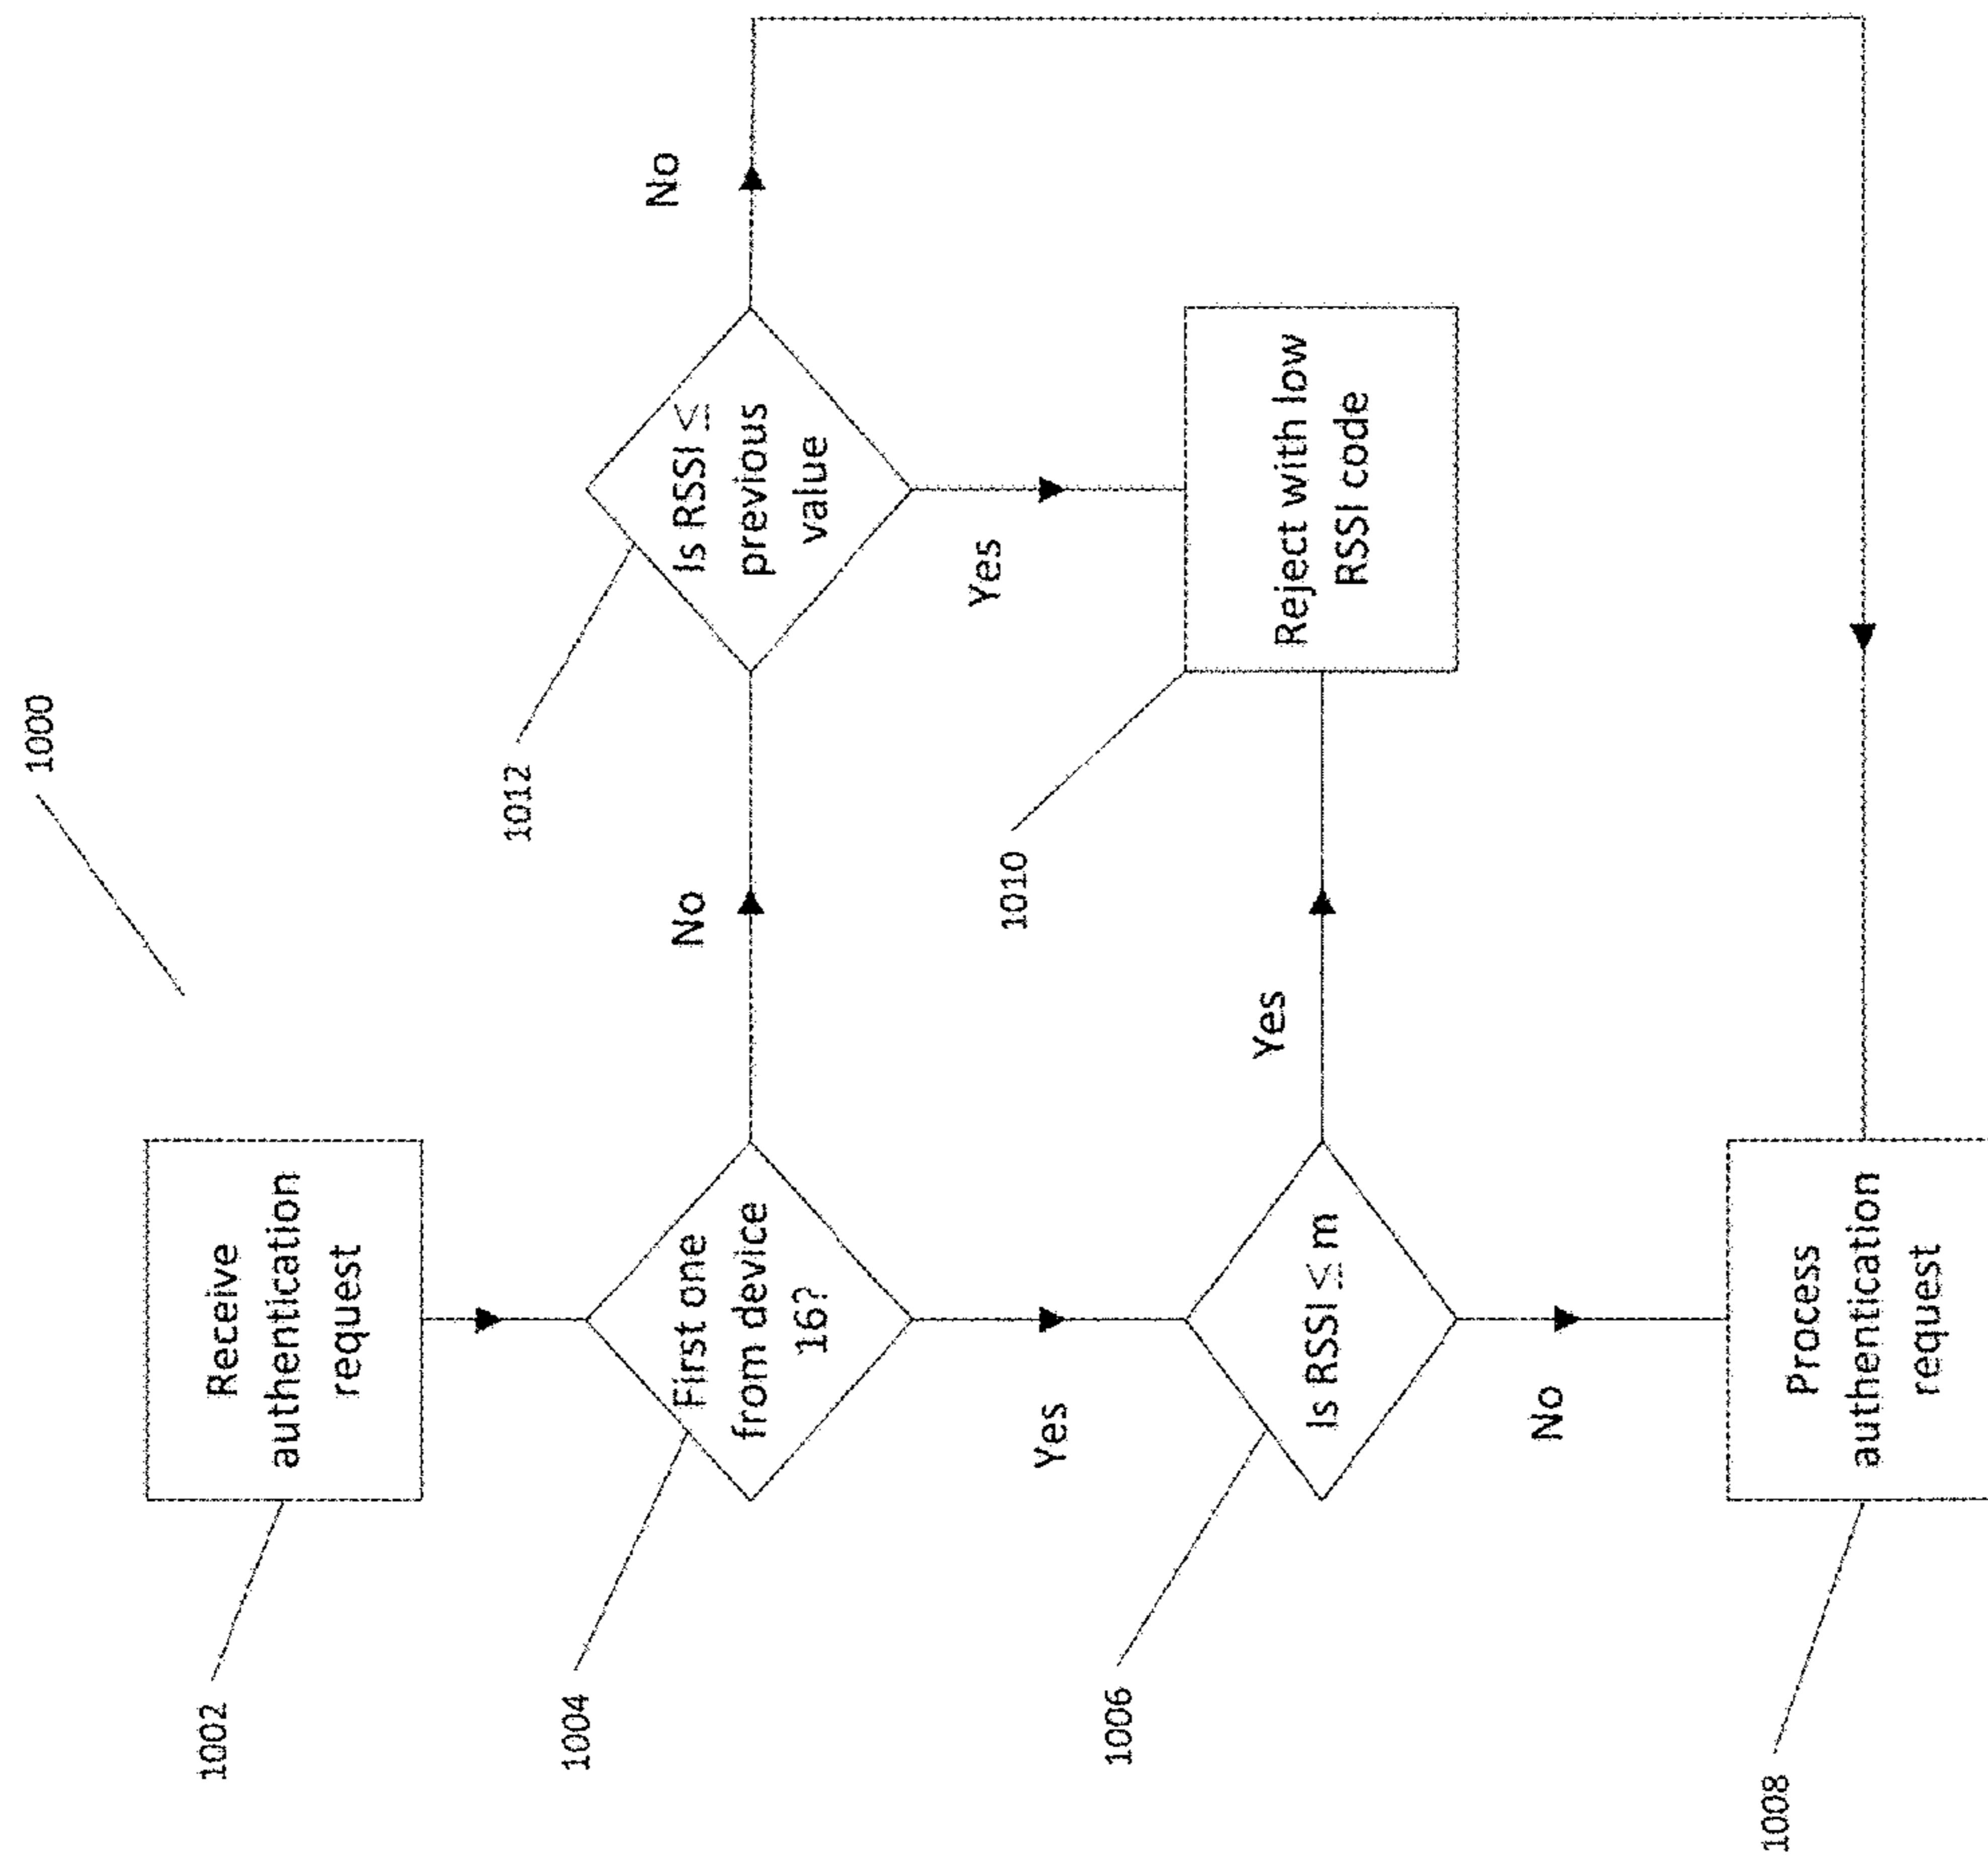 1000
1002
Receive
authentication
request
1004
First one
from device
16?
No
1012
Is RSSI ≤
previous
value
No
Yes
Yes
1006
Is RSSI ≤ m
Yes
1010
Reject with low
RSSI code
No
1008
Process
authentication
request